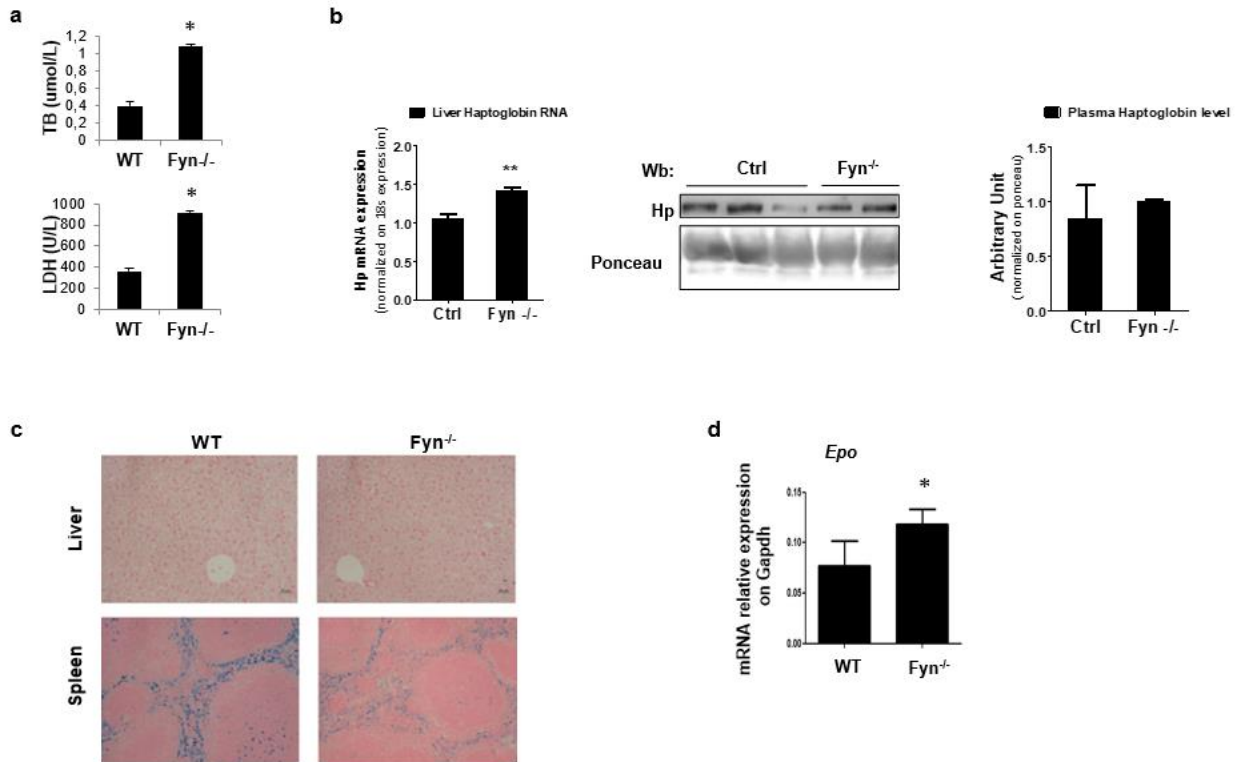 a
*
1,2
1
0,8
0,6
0,4
0,2
0
TB (umol/L)
WT Fyn-/-
*
1000
800
600
400
200
0
LDH (U/L)
WT Fyn-/-
b
Liver Haptoglobin RNA
**
2.0
1.5
1.0
0.5
0.0
Hp mRNA expression
(normalized on 18s expression)
Ctrl Fyn -/-
Wb: Ctrl Fyn-/-
Hp
Ponceau
Plasma Haptoglobin level
1.5
1.0
0.5
0.0
Arbitrary Unit
(normalized on ponceau)
Ctrl Fyn -/-
c
WT Fyn-/-
Liver
Spleen
d
Epo
*
0.15
0.10
0.05
0.00
mRNA relative expression
on Gapdh
WT Fyn-/-